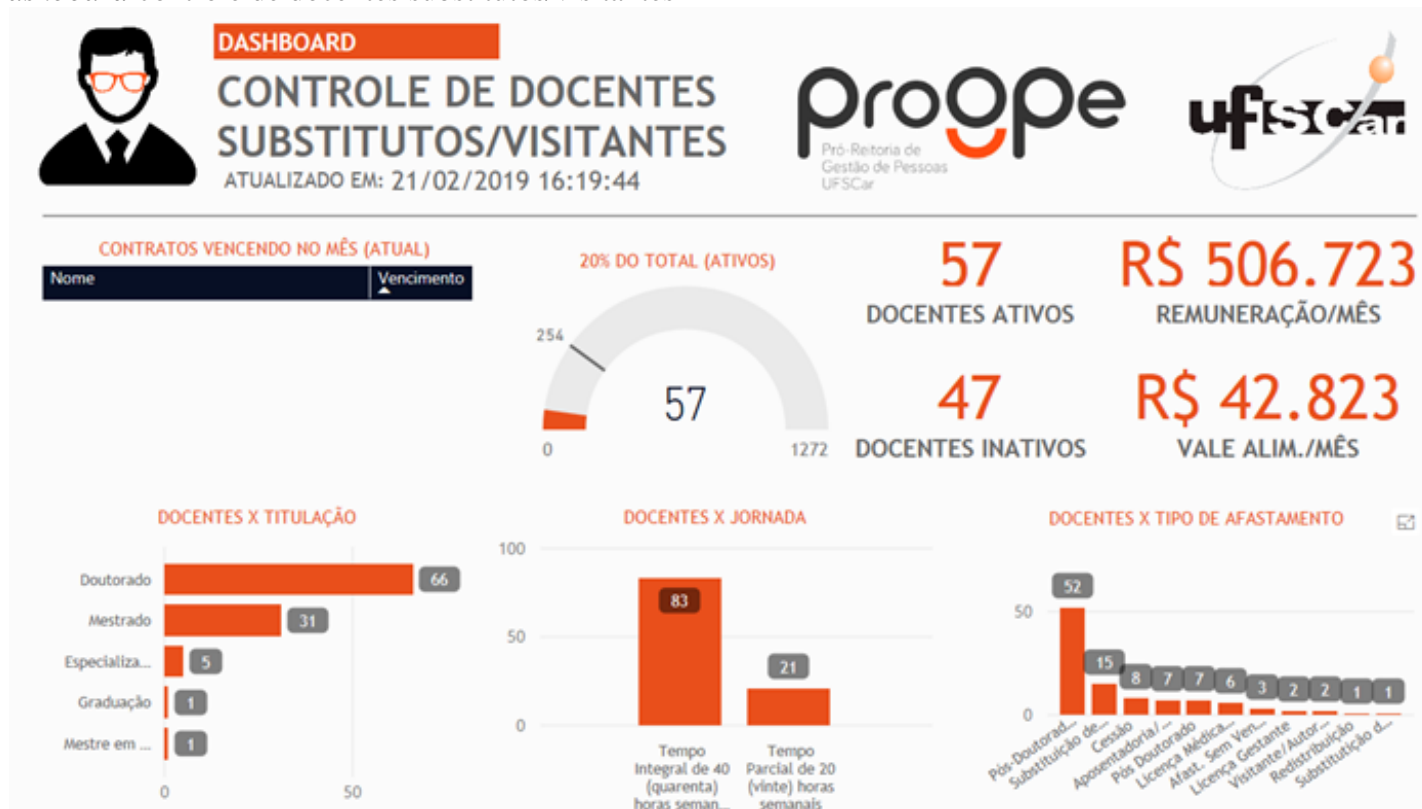 DASHBOARD
CONTROLE DE DOCENTES
SUBSTITUTOS/VISITANTES
ATUALIZADO EM: 21/02/2019 16:19:44
progpe
Pró-Reitoria de
Gestão de Pessoas
UFSCar
ufscar
CONTRATOS VENCENDO NO MÊS (ATUAL)
Nome Vencimento
20% DO TOTAL (ATIVOS)
254
57
0 1272
57
DOCENTES ATIVOS
R$ 506.723
REMUNERAÇÃO/MÊS
47
DOCENTES INATIVOS
R$ 42.823
VALE ALIM./MÊS
DOCENTES X TITULAÇÃO
Doutorado 66
Mestrado 31
Especializa... 5
Graduação 1
Mestre em ... 1
0 50
DOCENTES X JORNADA
100
50
0
83
21
Tempo
Integral de 40
(quarenta)
horas seman...
Tempo
Parcial de 20
(vinte) horas
semanais
DOCENTES X TIPO DE AFASTAMENTO
50
0
52 15 8 7 7 6 3 2 2 1 1
Pós-Doutorad...
Substituição de...
Cessão
Aposentadoria/...
Pós Doutorado
Licença Médica...
Afast. Sem Ven...
Licença Gestante
Visitante/Autor...
Redistribuição
Substitução d...